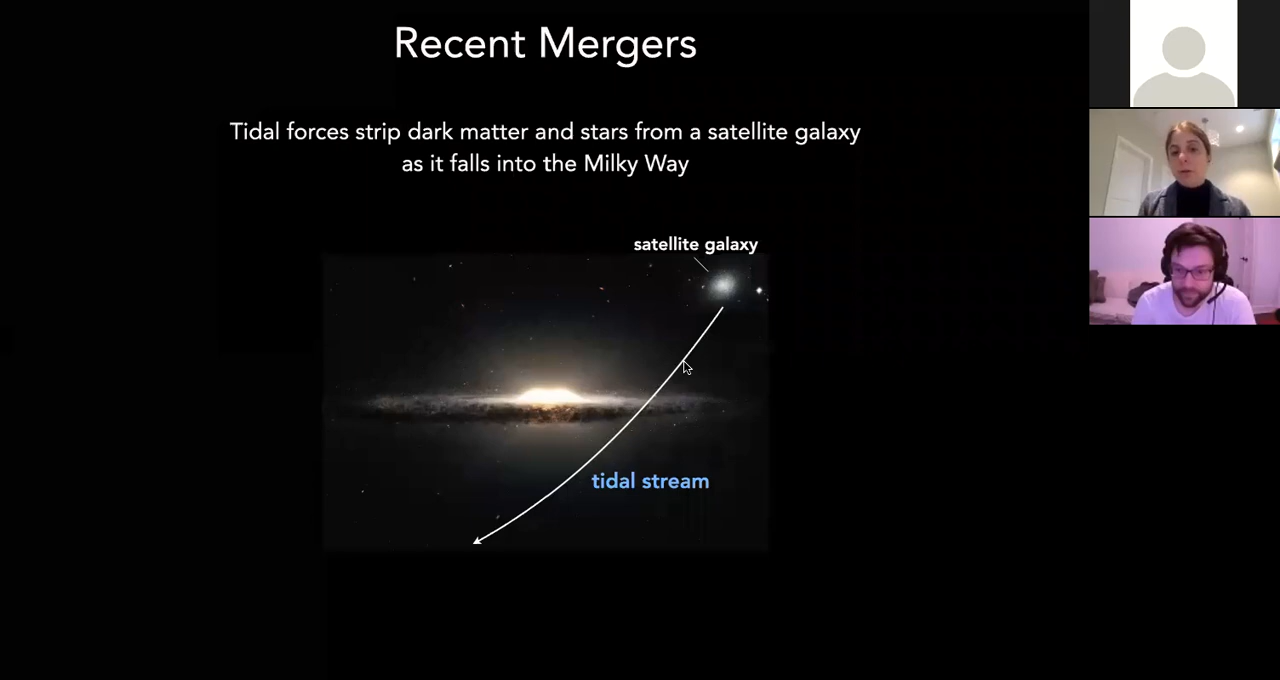 Recent Mergers
Tidal forces strip dark matter and stars from a satellite galaxy
as it falls into the Milky Way
satellite galaxy
tidal stream